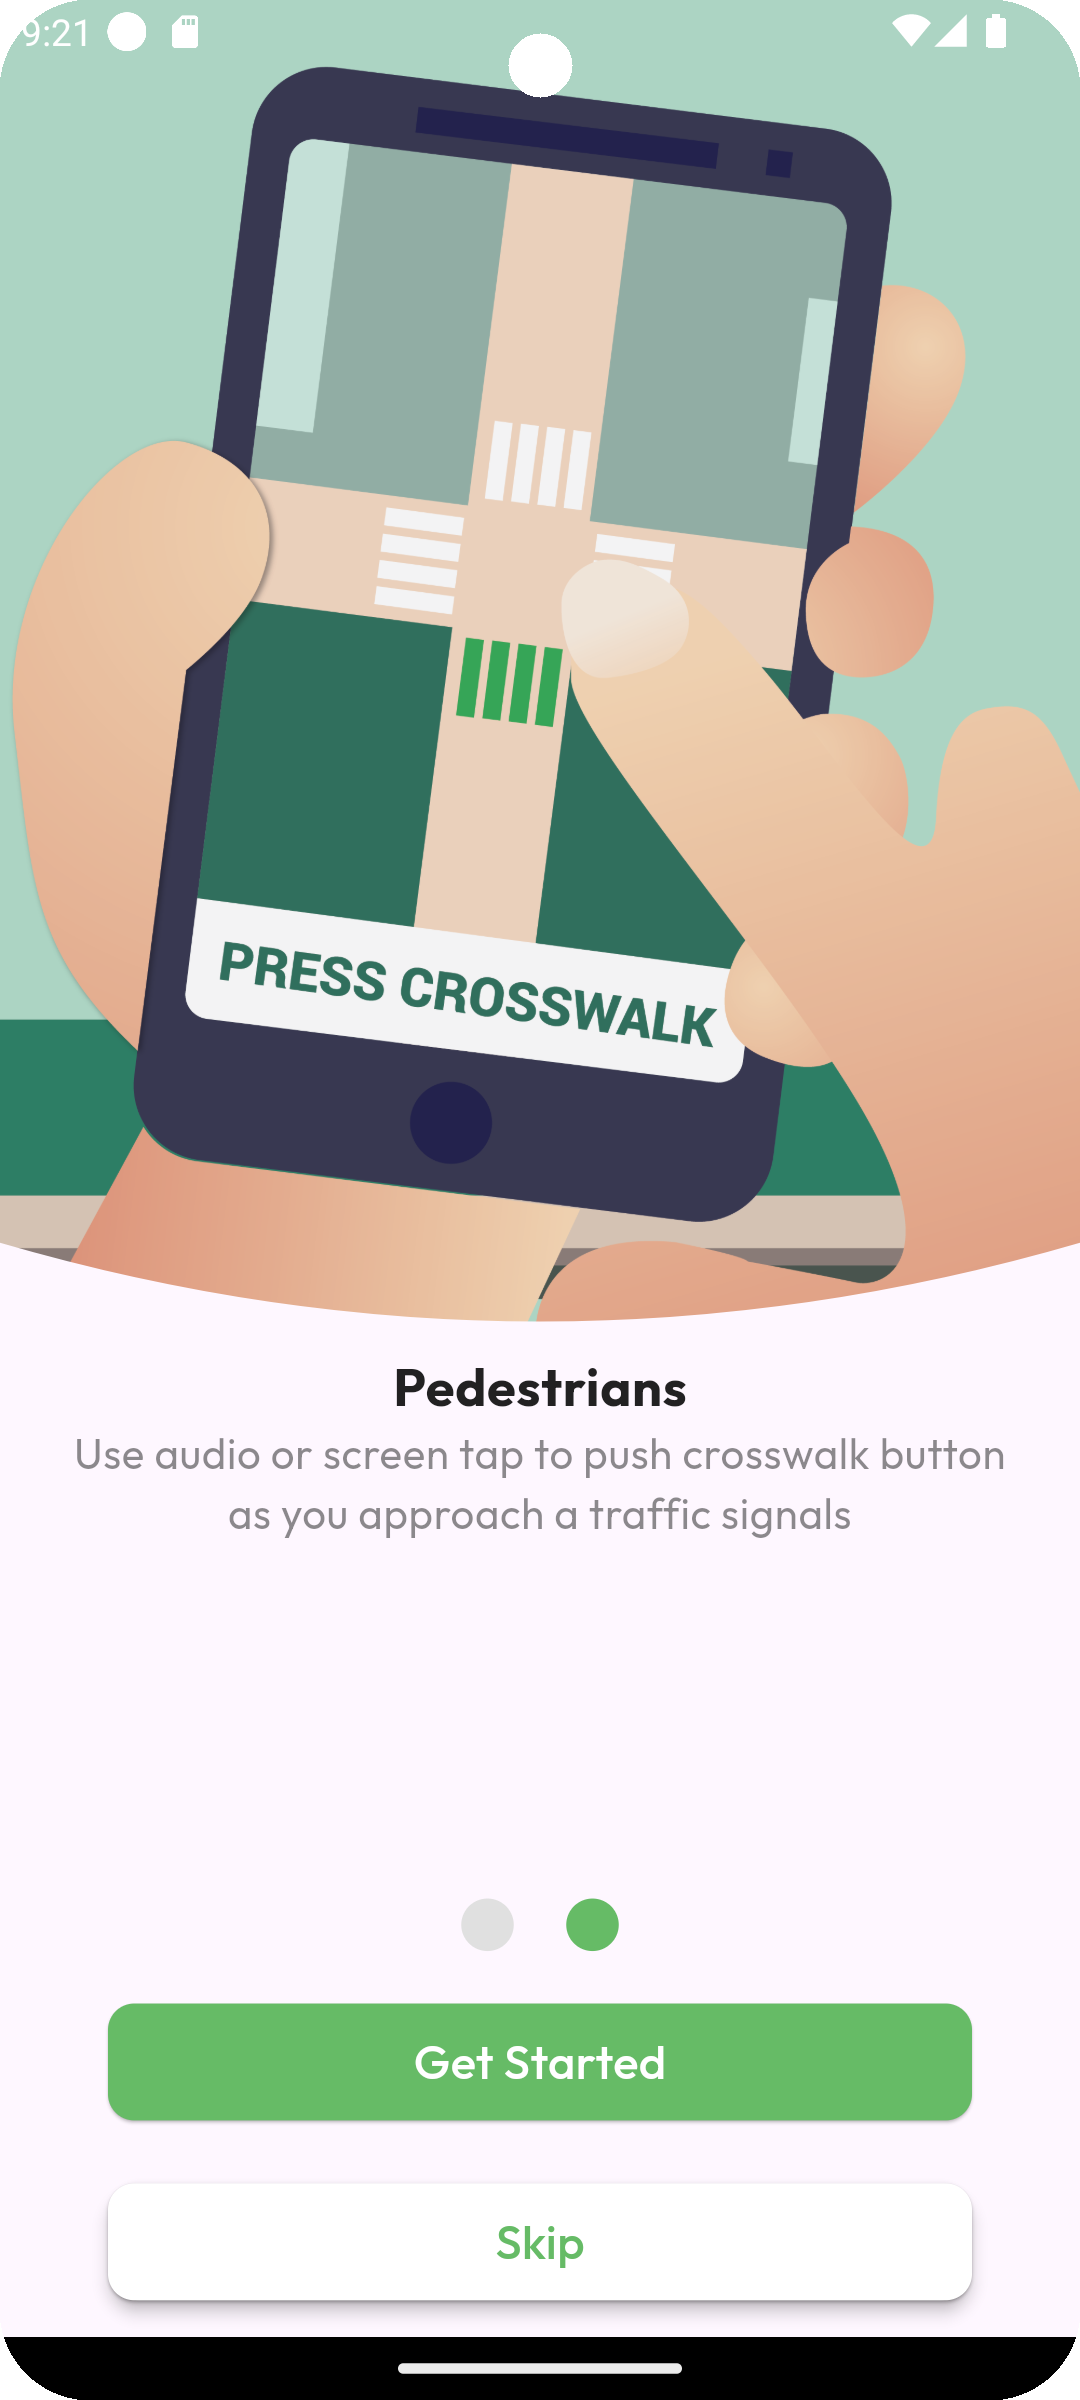 9:21
PRESS CROSSWALK
Pedestrians
Use audio or screen tap to push crosswalk button
as you approach a traffic signals
Get Started
Skip